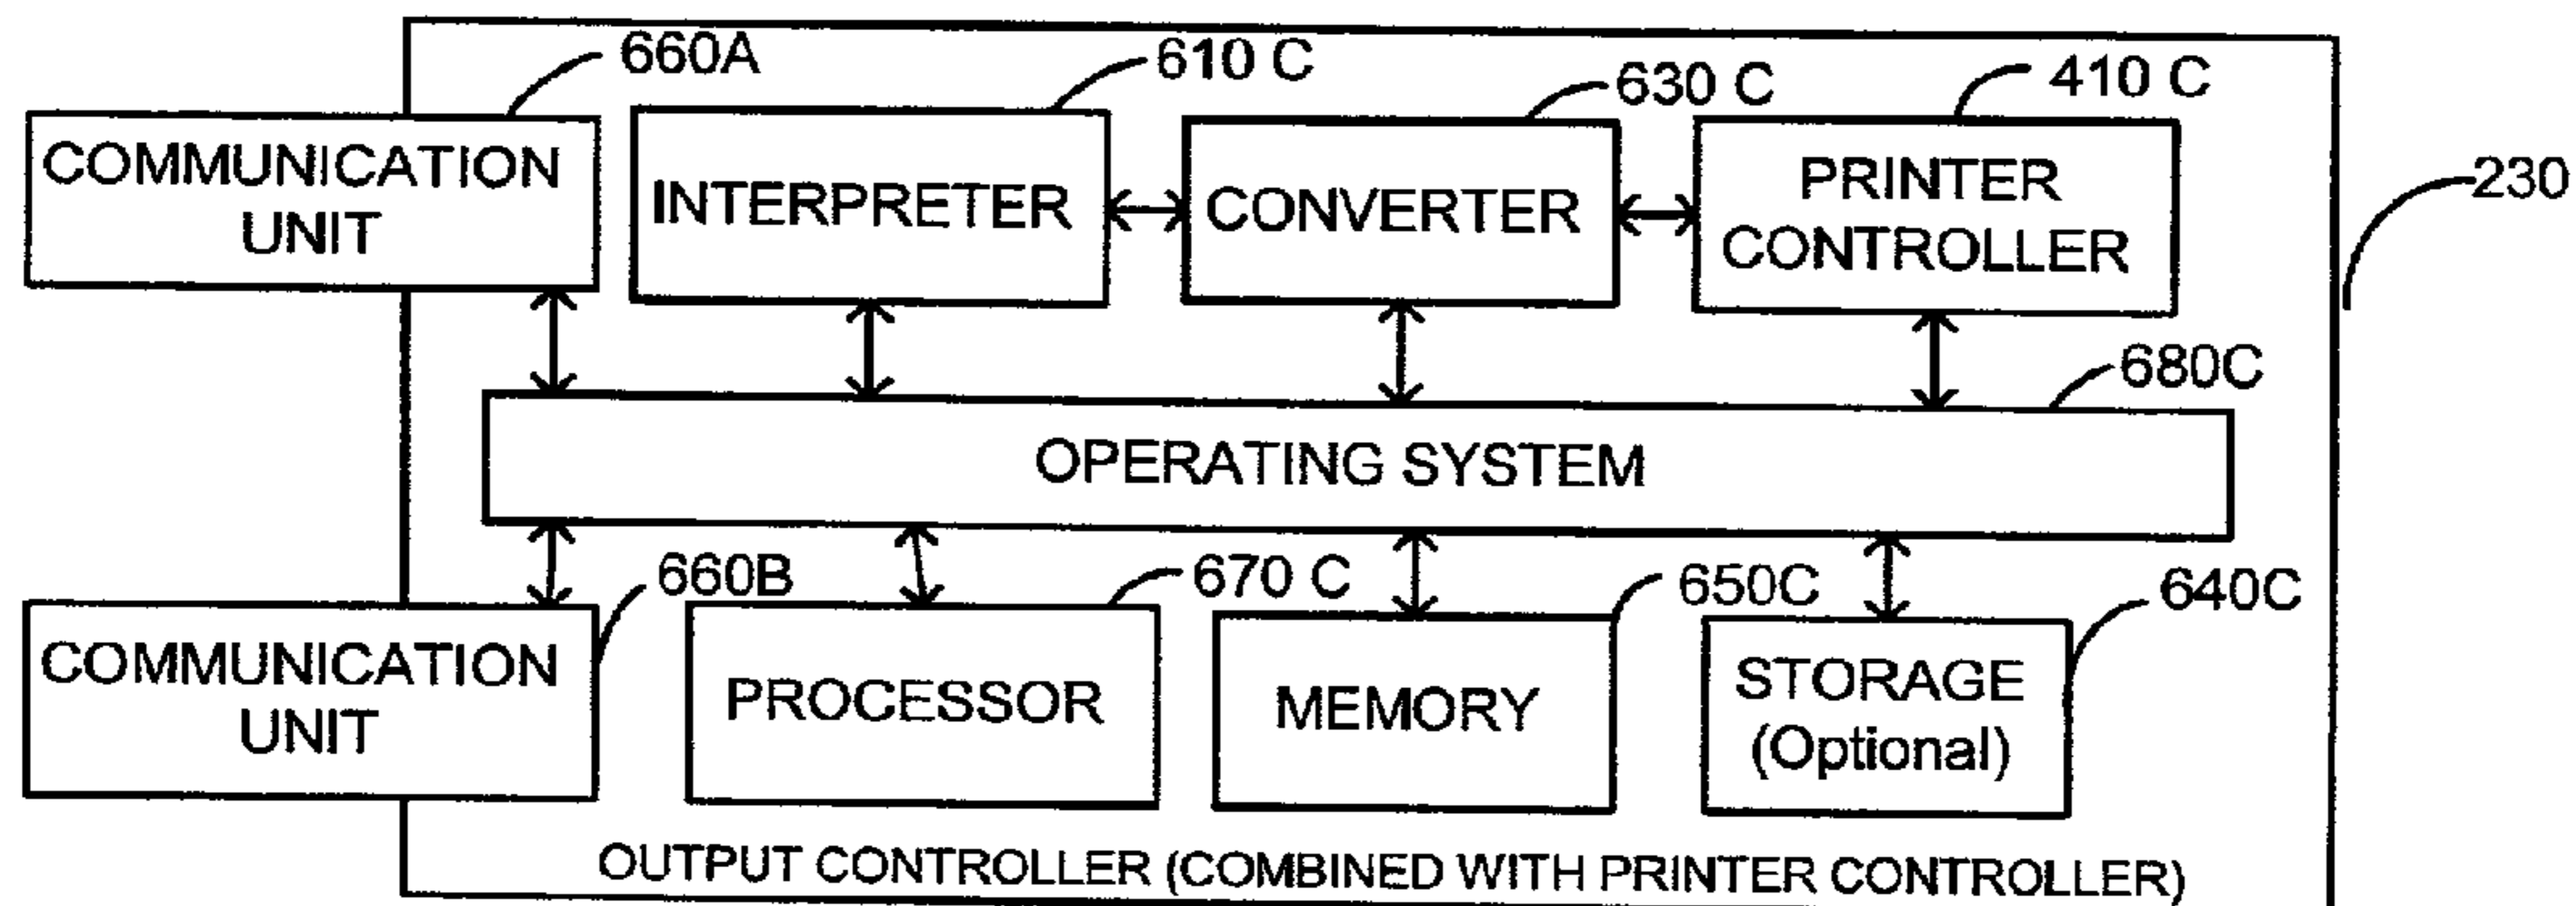 660A
610 C
630 C
410 C
COMMUNICATION
UNIT
INTERPRETER
CONVERTER
PRINTER
CONTROLLER
230
680C
OPERATING SYSTEM
660B
670 C
650C
640C
COMMUNICATION
UNIT
PROCESSOR
MEMORY
STORAGE
(Optional)
OUTPUT CONTROLLER (COMBINED WITH PRINTER CONTROLLER)